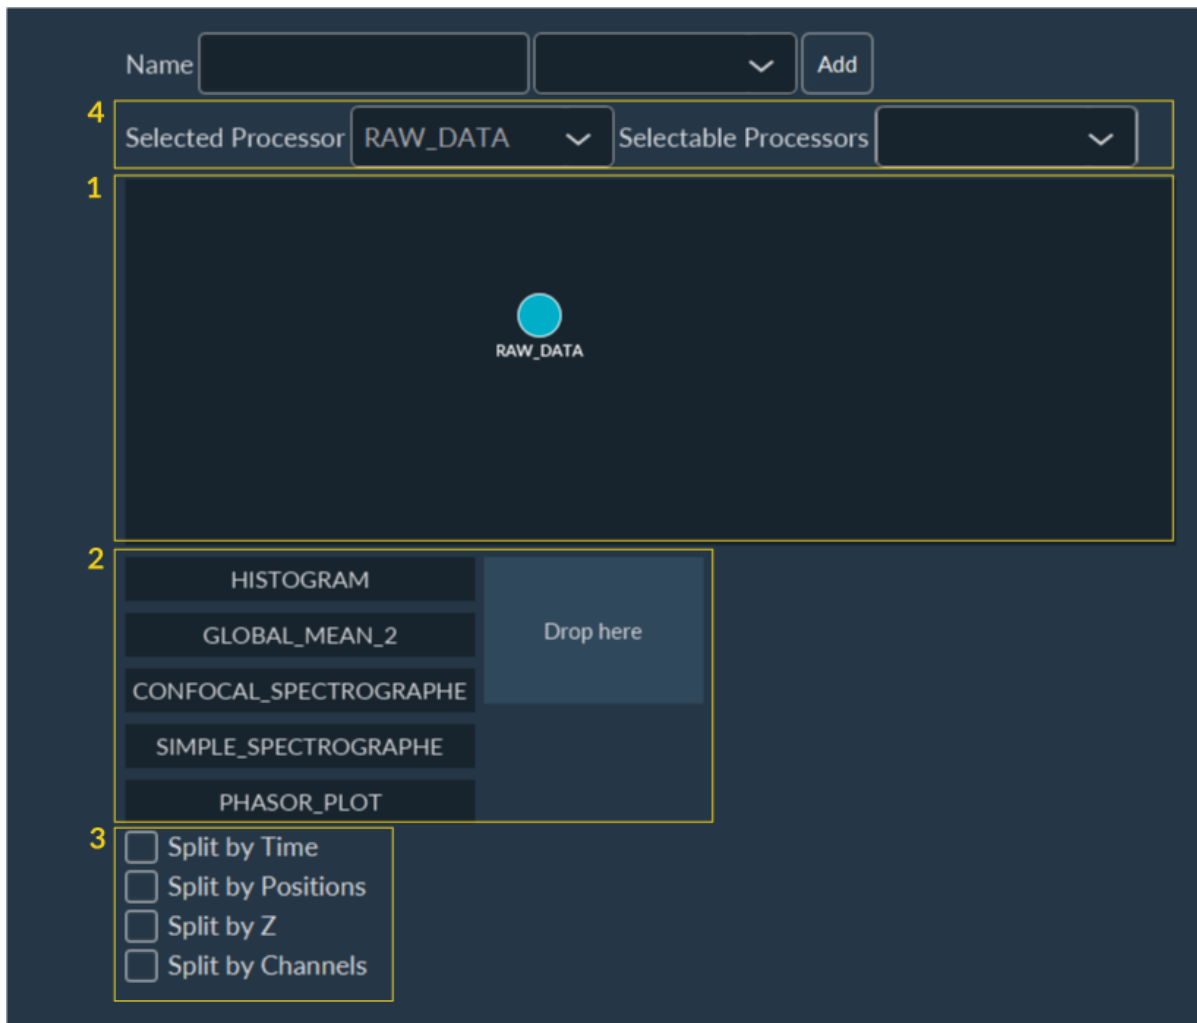 Name Add
4 Selected Processor RAW_DATA Selectable Processors
1
RAW_DATA
2
HISTOGRAM
GLOBAL_MEAN_2 Drop here
CONFOCAL_SPECTROGRAPHE
SIMPLE_SPECTROGRAPHE
PHASOR_PLOT
3 Split by Time
Split by Positions
Split by Z
Split by Channels